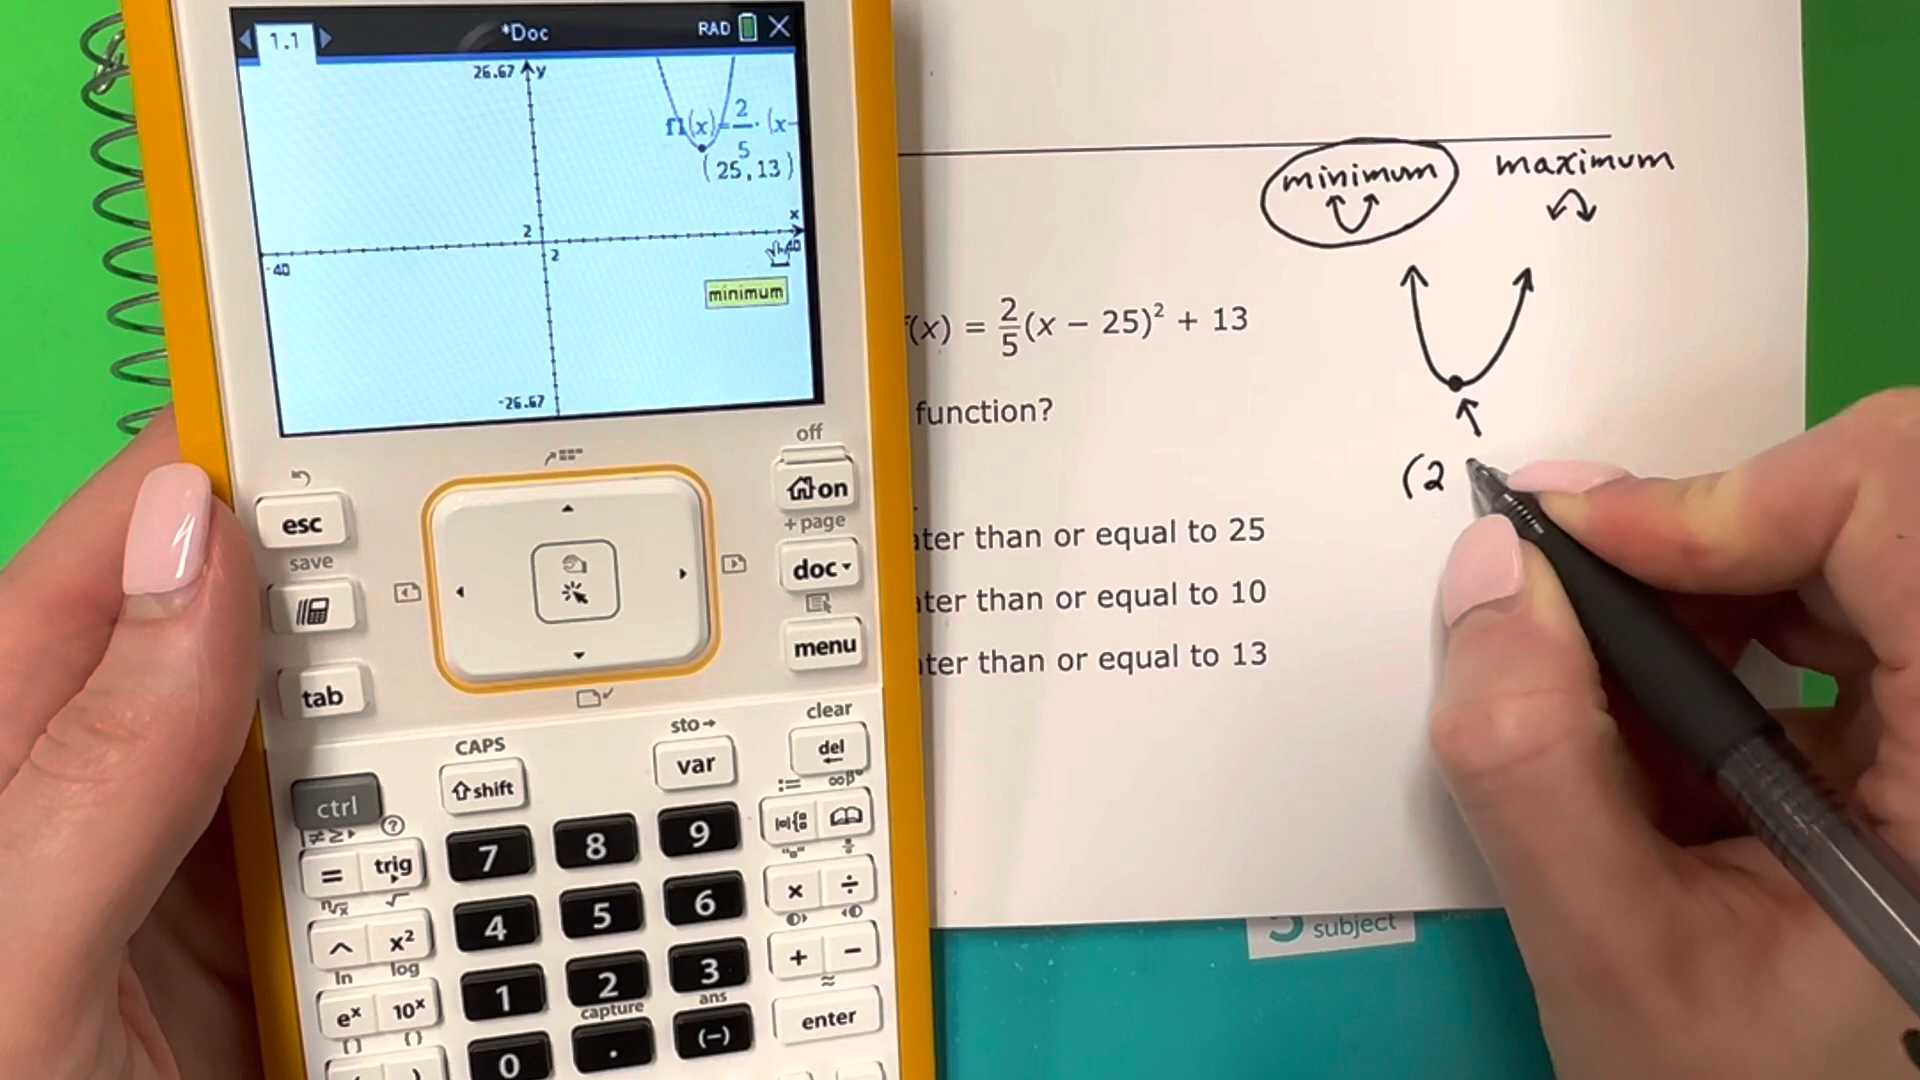 1.1
*Doc
RAD
26.67
y
f1(x)=2/5·(x-
(25,13)
x
2
2
-40
40
minimum
-26.67
off
esc
on
+ page
save
doc
tab
menu
CAPS
sto→
clear
shift
var
del
ctrl
:=
∞β°
≠≥▸
?
7
8
9
|□|{
=
trig
"□"
÷
ⁿ√x
√
4
5
6
×
÷
^
x²
ln
log
1
2
3
+
−
≈
eˣ
10ˣ
capture
ans
[]
{}
0
.
(−)
enter
(
)
minimum
maximum
(x) = 2/5(x − 25)² + 13
function?
ter than or equal to 25
ter than or equal to 10
ter than or equal to 13
(2
5
subject